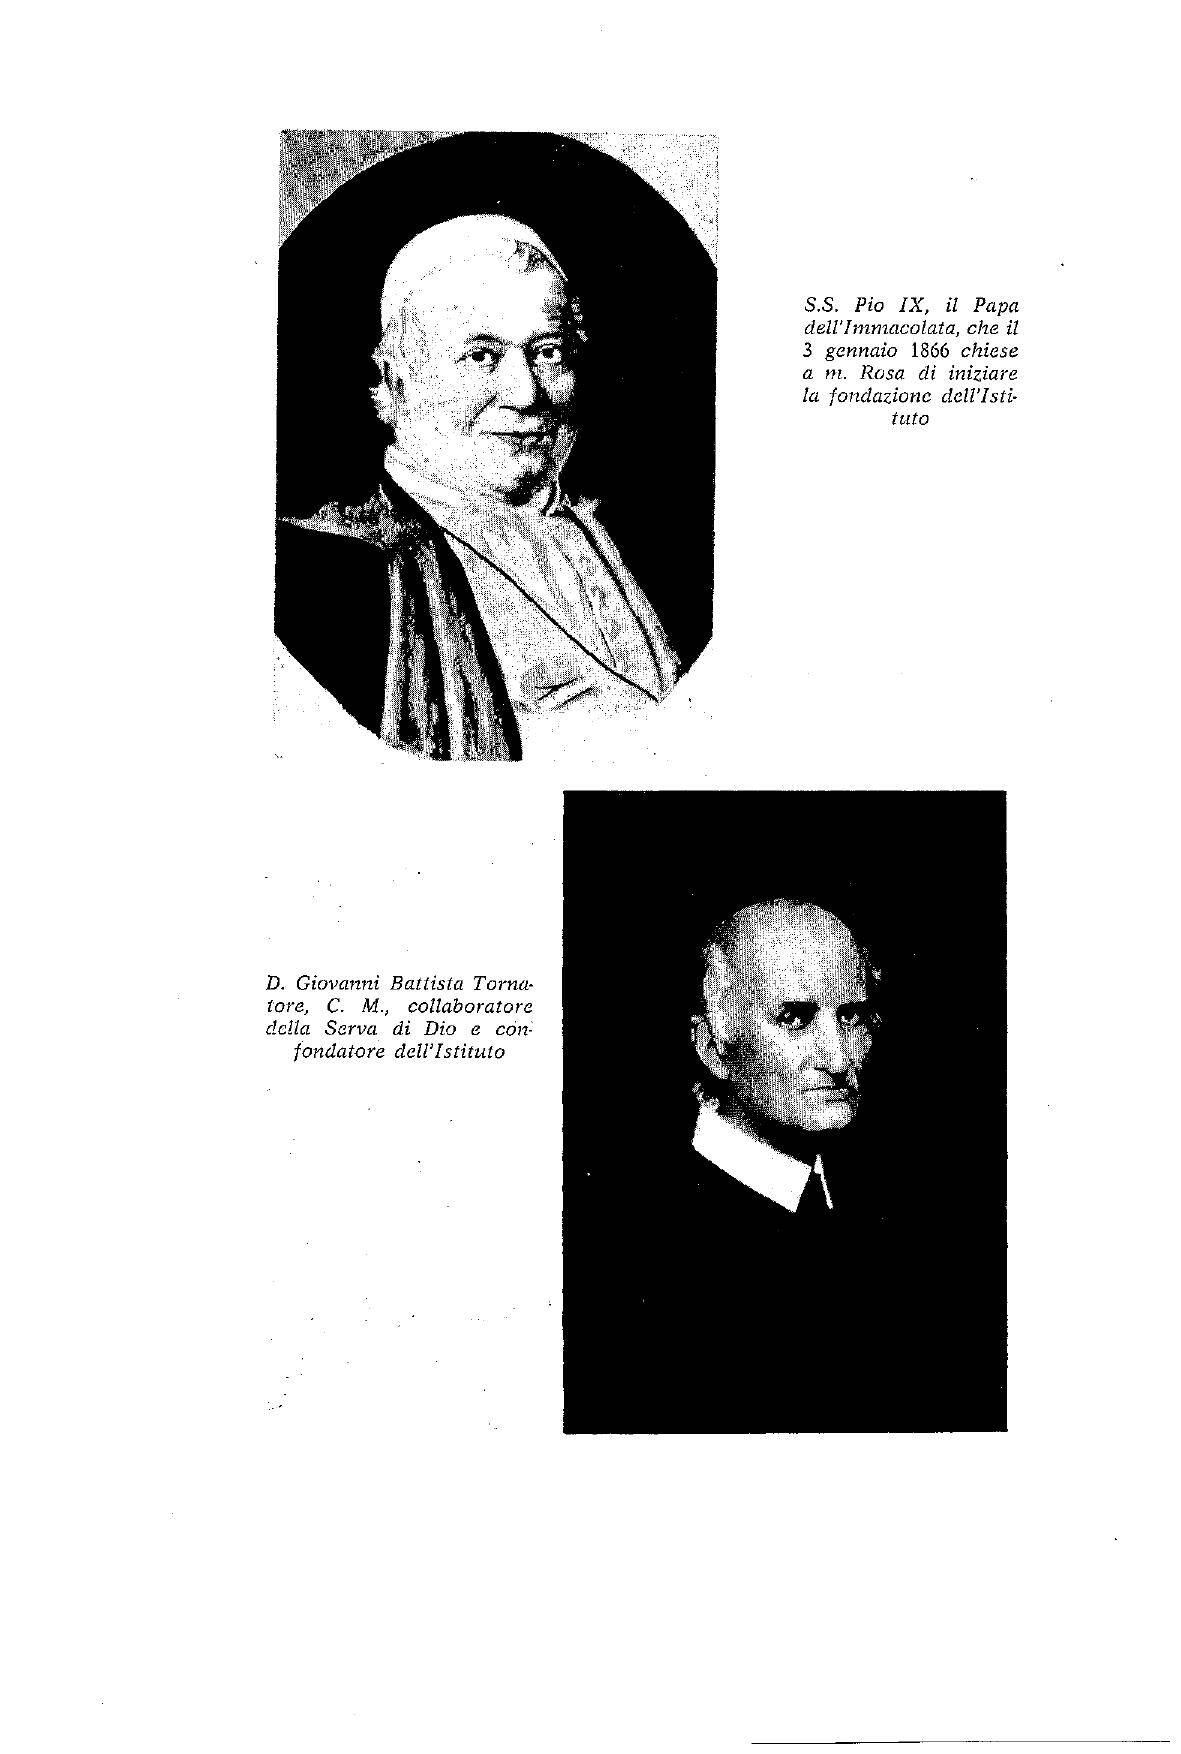 S.S. Pio IX, il Papa
dell'Immacolata, che il
3 gennaio 1866 chiese
a m. Rosa di iniziare
la fondazione dell'Isti-
tuto
D. Giovanni Battista Torna-
tore, C. M., collaboratore
della Serva di Dio e con-
fondatore dell'Istituto